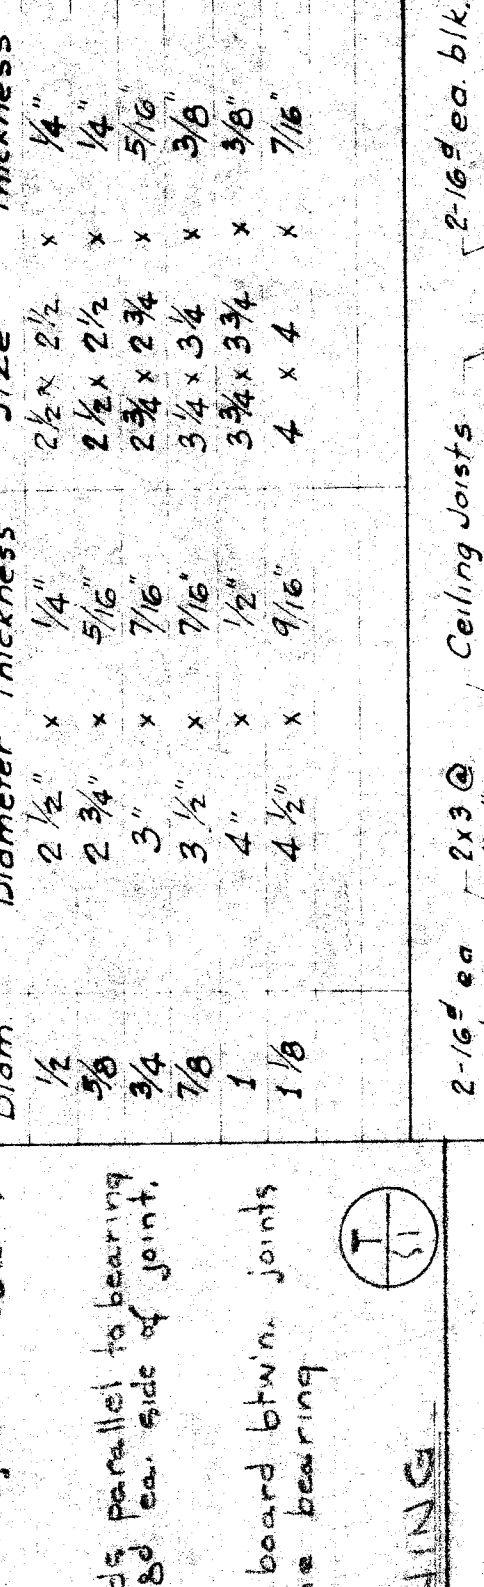 Diam. Diameter Thickness Size Thickness
1/2 2 1/2" x 1/4" 2 1/2 x 2 1/2 x 1/4"
5/8 2 3/4" x 5/16" 2 1/2 x 2 1/2 x 1/4"
3/4 3" x 7/16" 2 3/4 x 2 3/4 x 5/16"
7/8 3 1/2" x 7/16" 3 1/4 x 3 1/4 x 3/8"
1 4" x 1/2" 3 3/4 x 3 3/4 x 3/8"
1 1/8 4 1/2" x 9/16" 4 x 4 x 7/16"
2-16d ea 2x3 @ Ceiling Joists 2-16d ea. blk.
parallel to bearing
8d ea. side of joint.
board btw'n. joints
bearing
T
S1